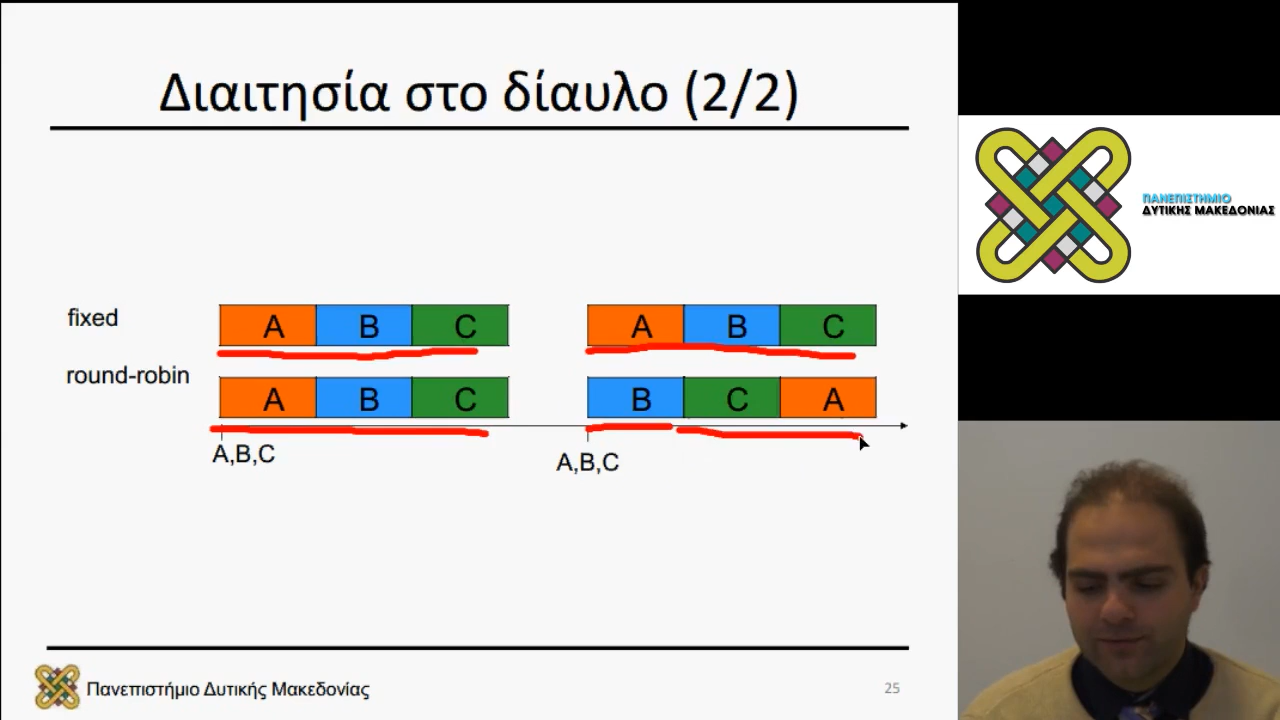 Διαιτησία στο δίαυλο (2/2)
fixed
A B C
A B C
round-robin
A B C
B C A
A,B,C
A,B,C
Πανεπιστήμιο Δυτικής Μακεδονίας
25
ΠΑΝΕΠΙΣΤΗΜΙΟ
ΔΥΤΙΚΗΣ ΜΑΚΕΔΟΝΙΑΣ